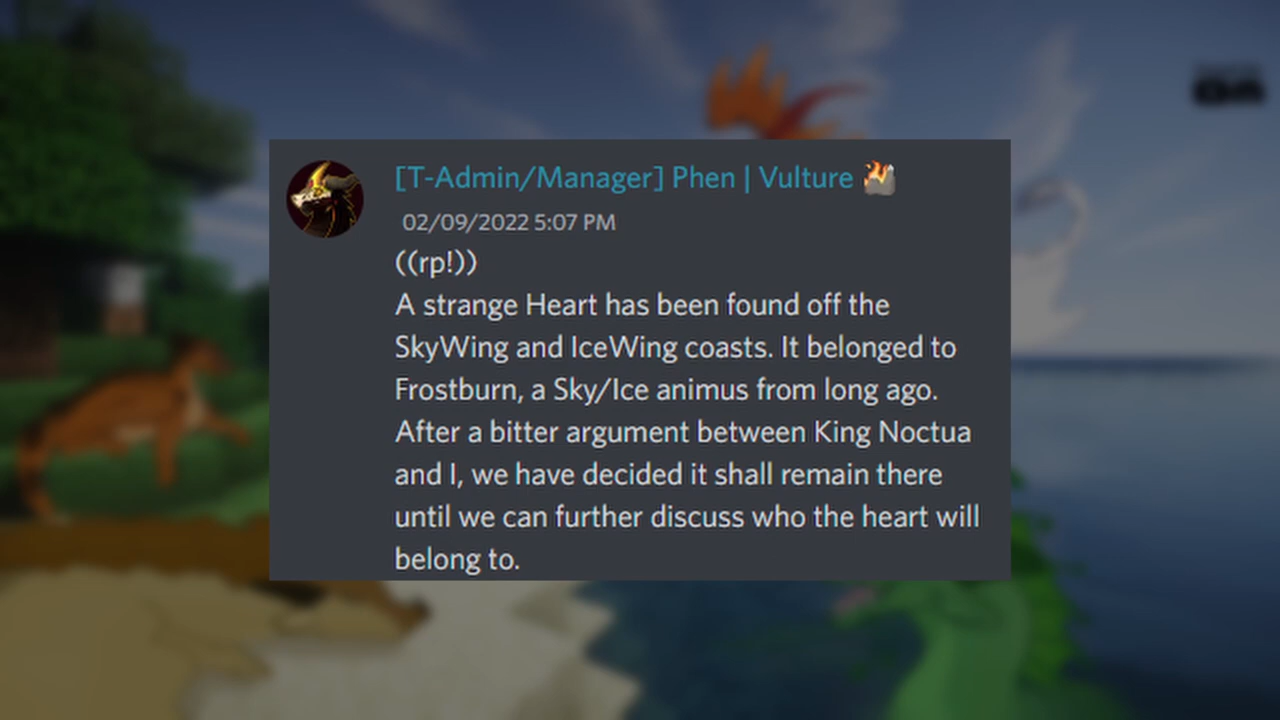 [T-Admin/Manager] Phen | Vulture
02/09/2022 5:07 PM
((rp!))
A strange Heart has been found off the
SkyWing and IceWing coasts. It belonged to
Frostburn, a Sky/Ice animus from long ago.
After a bitter argument between King Noctua
and I, we have decided it shall remain there
until we can further discuss who the heart will
belong to.